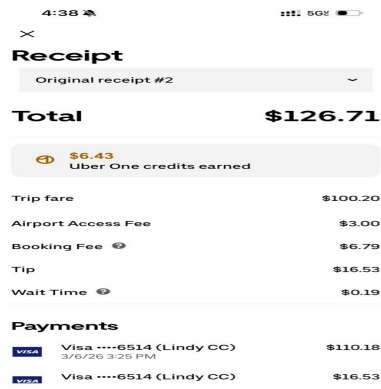 4:38 5G
Receipt
Original receipt #2
Total $126.71
$6.43
Uber One credits earned
Trip fare $100.20
Airport Access Fee $3.00
Booking Fee ? $6.79
Tip $16.53
Wait Time ? $0.19
Payments
VISA Visa ····6514 (Lindy CC) $110.18
3/6/26 3:25 PM
VISA Visa ····6514 (Lindy CC) $16.53